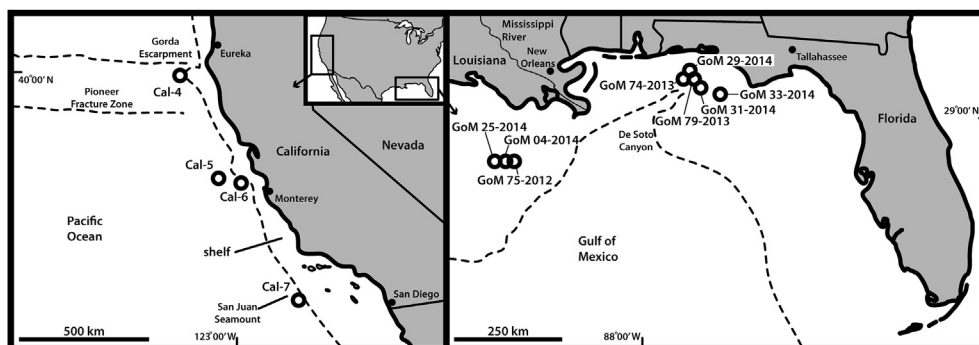 Gorda
Escarpment
Eureka
40°00' N
Cal-4
Pioneer
Fracture Zone
California
Nevada
Cal-5
Cal-6
Monterey
Pacific
Ocean
shelf
Cal-7
San Juan
Seamount
San Diego
500 km
123°00' W
Mississippi
River
New
Orleans
Louisiana
Tallahassee
GoM 29-2014
GoM 74-2013
GoM 33-2014
GoM 31-2014
GoM 79-2013
29°00' N
Florida
GoM 25-2014
GoM 04-2014
GoM 75-2012
De Soto
Canyon
Gulf of
Mexico
250 km
88°00' W